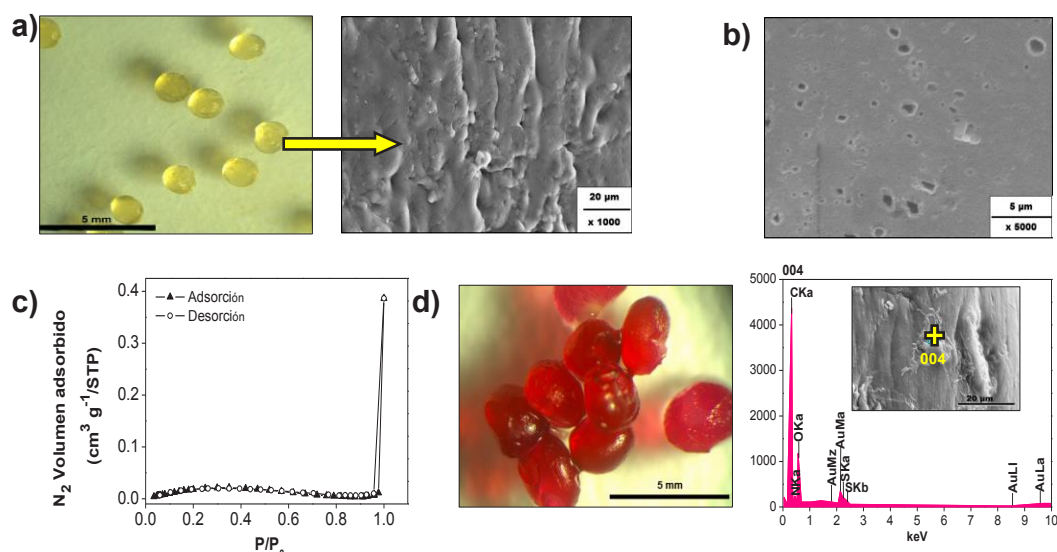 a)
5 mm
20 µm
x 1000
b)
5 µm
x 5000
c)
N2 Volumen adsorbido
(cm3 g-1/STP)
0.4
0.3
0.2
0.1
0.0
Adsorción
Desorción
0.0 0.2 0.4 0.6 0.8 1.0
P/P₀
d)
5 mm
004
5000
4000
3000
2000
1000
0
CKa
OKa
NKa
AuMz
AuMa
SKa
SKb
AuLl
AuLa
004
20 µm
0 1 2 3 4 5 6 7 8 9 10
keV